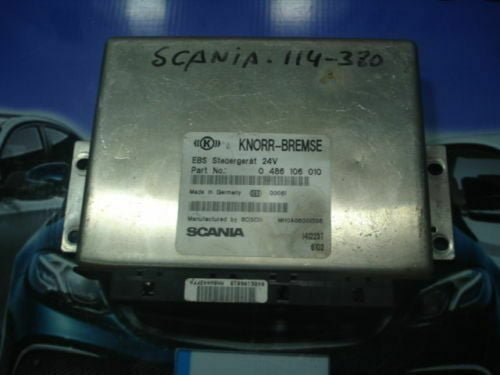 SCANIA. 114-380
K KNORR-BREMSE
EBS Steuergerät 24V
Part No.: 0 486 106 010
Made in Germany
Manufactured by BOSCH
SCANIA
1412257